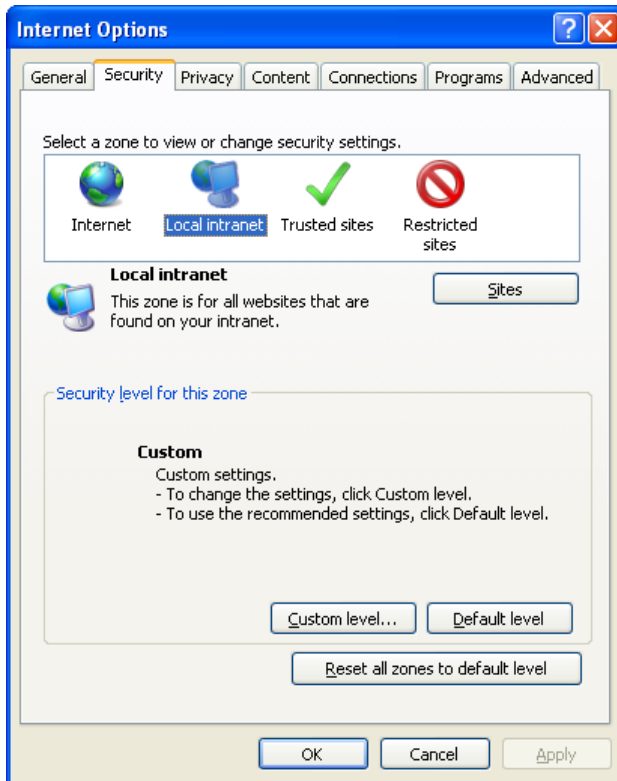 Internet Options
General Security Privacy Content Connections Programs Advanced
Select a zone to view or change security settings.
Internet Local intranet Trusted sites Restricted
sites
Local intranet
Sites
This zone is for all websites that are
found on your intranet.
Security level for this zone
Custom
Custom settings.
- To change the settings, click Custom level.
- To use the recommended settings, click Default level.
Custom level... Default level
Reset all zones to default level
OK Cancel Apply